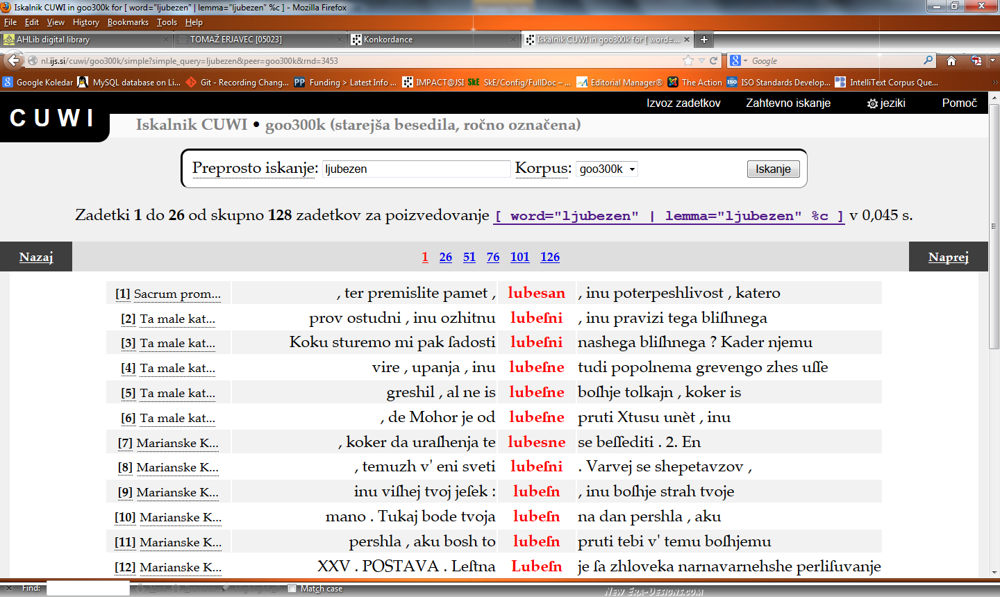 Iskalnik CUWI in goo300k for [ word="ljubezen" | lemma="ljubezen" %c ] - Mozilla Firefox
File Edit View History Bookmarks Tools Help
AHLib digital library TOMAŽ ERJAVEC [05023] Konkordance Iskalnik CUWI in goo300k for [ word=...
nl.ijs.si/cuwi/goo300k/simple?simple_query=ljubezen&peer=goo300k&rnd=3453 Google
Google Koledar MySQL database on Li... Git - Recording Chang... PP Funding > Latest Info ... IMPACT@JSI SkE SkE/Config/FullDoc – ... Editorial Manager® The Action ISO ISO Standards Develop... IntelliText Corpus Que... »
CUWI Izvoz zadetkov Zahtevno iskanje jeziki Pomoč
Iskalnik CUWI • goo300k (starejša besedila, ročno označena)
Preprosto iskanje: ljubezen Korpus: goo300k Iskanje
Zadetki 1 do 26 od skupno 128 zadetkov za poizvedovanje [ word="ljubezen" | lemma="ljubezen" %c ] v 0,045 s.
Nazaj 1 26 51 76 101 126 Naprej
[1] Sacrum prom... , ter premislite pamet , lubesan , inu poterpeshlivost , katero
[2] Ta male kat... prov ostudni , inu ozhitnu lubeſni , inu pravizi tega bliſhnega
[3] Ta male kat... Koku sturemo mi pak ſadosti lubeſni nashega bliſhnega ? Kader njemu
[4] Ta male kat... vire , upanja , inu lubeſne tudi popolnema grevengo zhes uſſe
[5] Ta male kat... greshil , al ne is lubeſne boſhje tolkajn , koker is
[6] Ta male kat... , de Mohor je od lubeſne pruti Xtusu unèt , inu
[7] Marianske K... , koker da uraſhenja te lubesne se beſſediti . 2. En
[8] Marianske K... , temuzh v' eni sveti lubeſni . Varvej se shepetavzov ,
[9] Marianske K... inu viſhej tvoj jeſek : lubeſn , inu boſhje strah tvoje
[10] Marianske K... mano . Tukaj bode tvoja lubeſn na dan pershla , aku
[11] Marianske K... pershla , aku bosh to lubeſn pruti tebi v' temu boſhjemu
[12] Marianske K... XXV . POSTAVA . Leſtna Lubeſn je ſa zhloveka narnavarnehshe perliſuvanje
Find: Match case
New Era-Designs.com